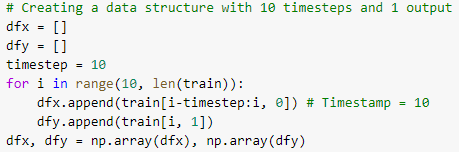 # Creating a data structure with 10 timesteps and 1 output
dfx = []
dfy = []
timestep = 10
for i in range(10, len(train)):
    dfx.append(train[i-timestep:i, 0]) # Timestamp = 10
    dfy.append(train[i, 1])
dfx, dfy = np.array(dfx), np.array(dfy)